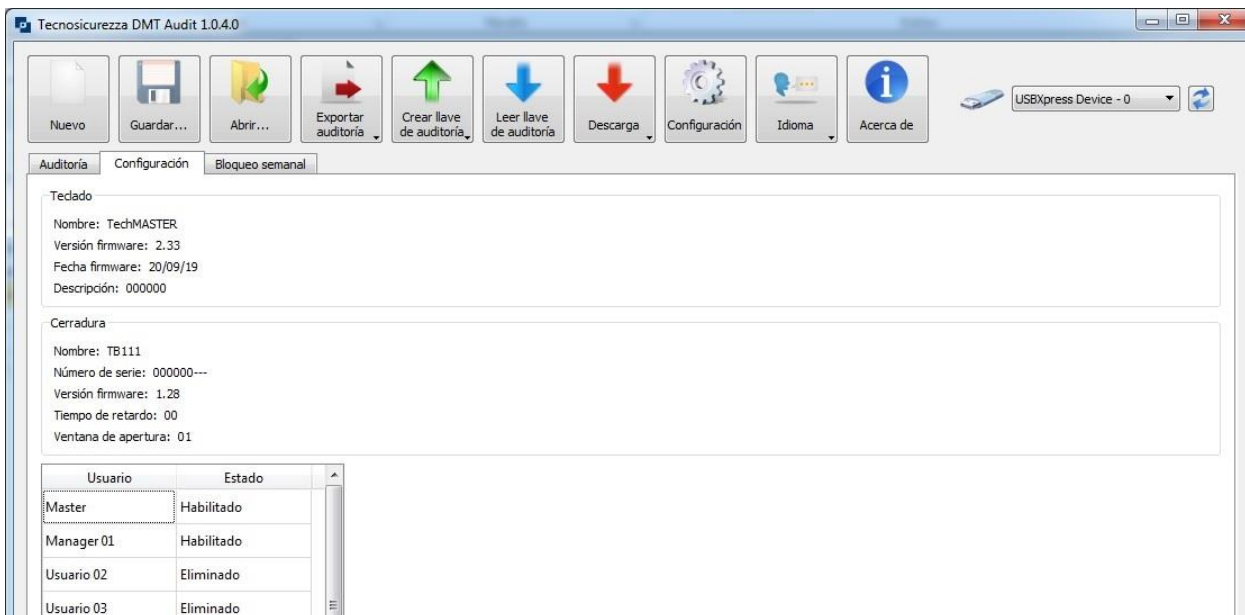 Tecnosicurezza DMT Audit 1.0.4.0
Nuevo
Guardar...
Abrir...
Exportar
auditoría
Crear llave
de auditoría
Leer llave
de auditoría
Descarga
Configuración
Idioma
Acerca de
USBXpress Device - 0
Auditoría Configuración Bloqueo semanal
Teclado
Nombre: TechMASTER
Versión firmware: 2.33
Fecha firmware: 20/09/19
Descripción: 000000
Cerradura
Nombre: TB111
Número de serie: 000000---
Versión firmware: 1.28
Tiempo de retardo: 00
Ventana de apertura: 01
Usuario Estado
Master Habilitado
Manager 01 Habilitado
Usuario 02 Eliminado
Usuario 03 Eliminado